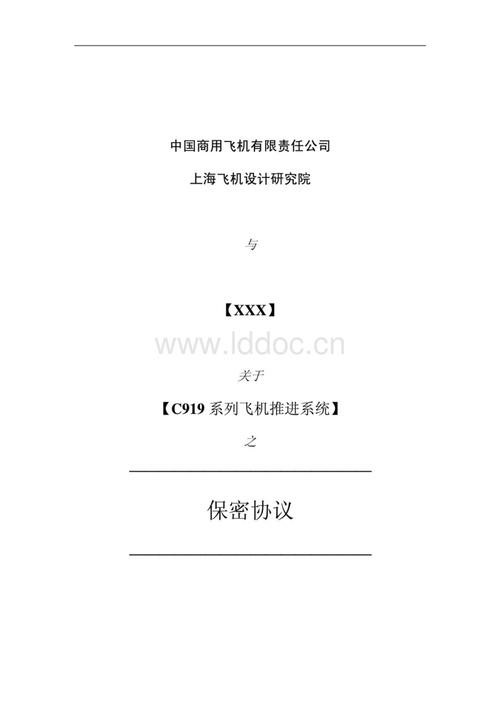 中国商用飞机有限责任公司
上海飞机设计研究院
与
【XXX】
www.lddoc.cn
关于
【C919 系列飞机推进系统】
之
保密协议